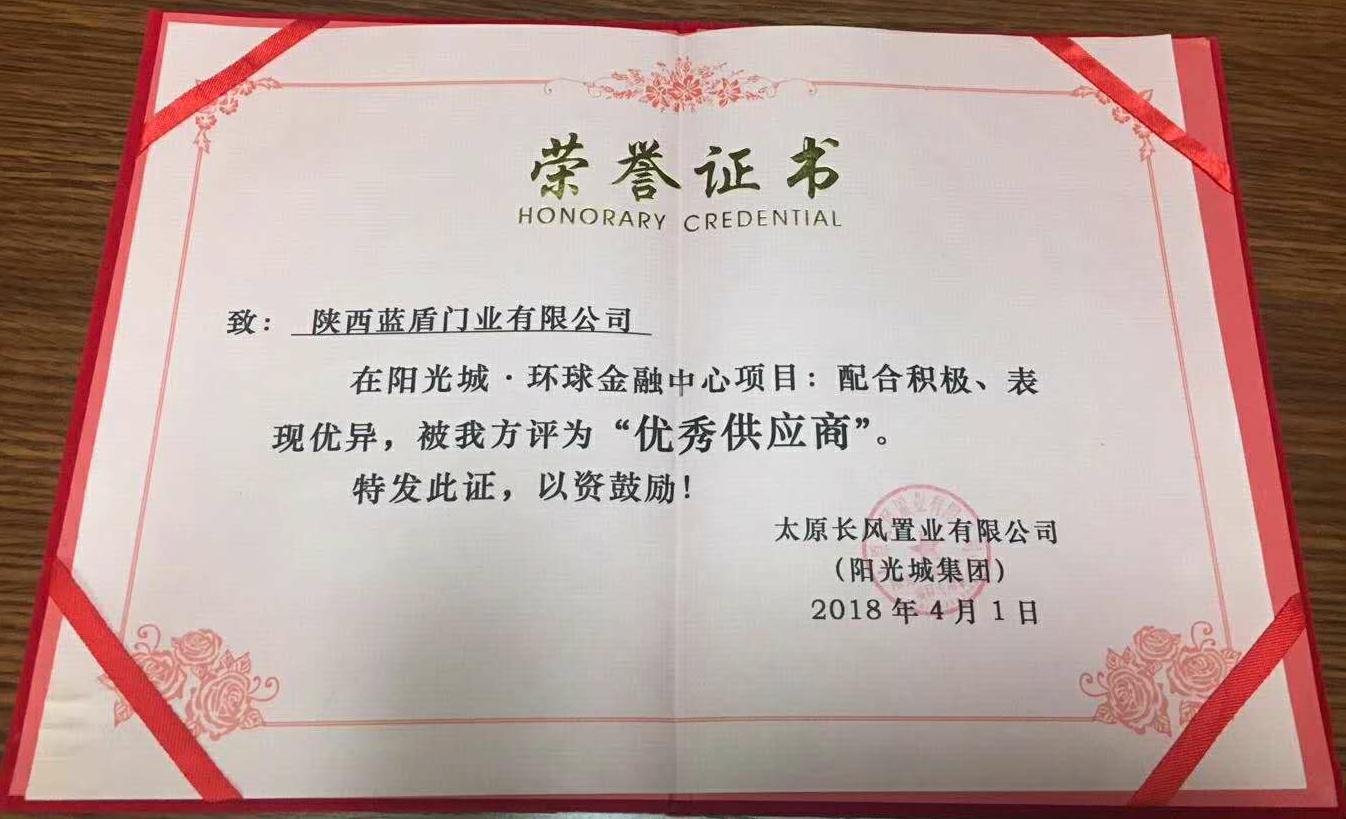 荣誉证书
HONORARY CREDENTIAL
致：陕西蓝盾门业有限公司
在阳光城·环球金融中心项目：配合积极、表
现优异，被我方评为“优秀供应商”。
特发此证，以资鼓励！
太原长风置业有限公司
(阳光城集团)
2018年4月1日